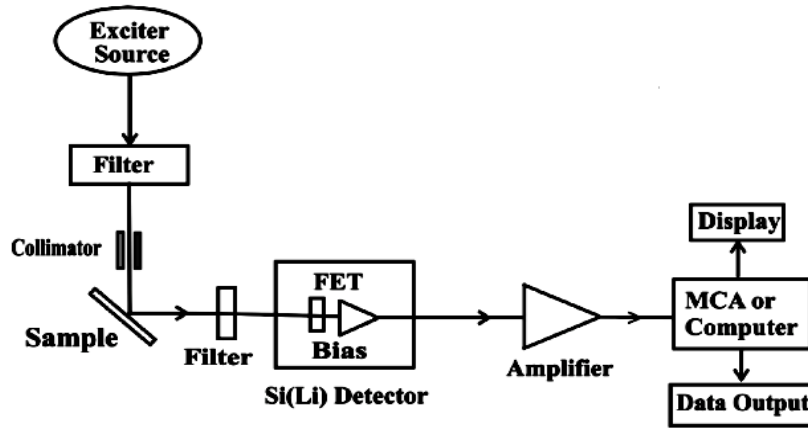 Exciter
Source
Filter
Collimator
Sample
Filter
FET
Bias
Si(Li) Detector
Amplifier
Display
MCA or
Computer
Data Output